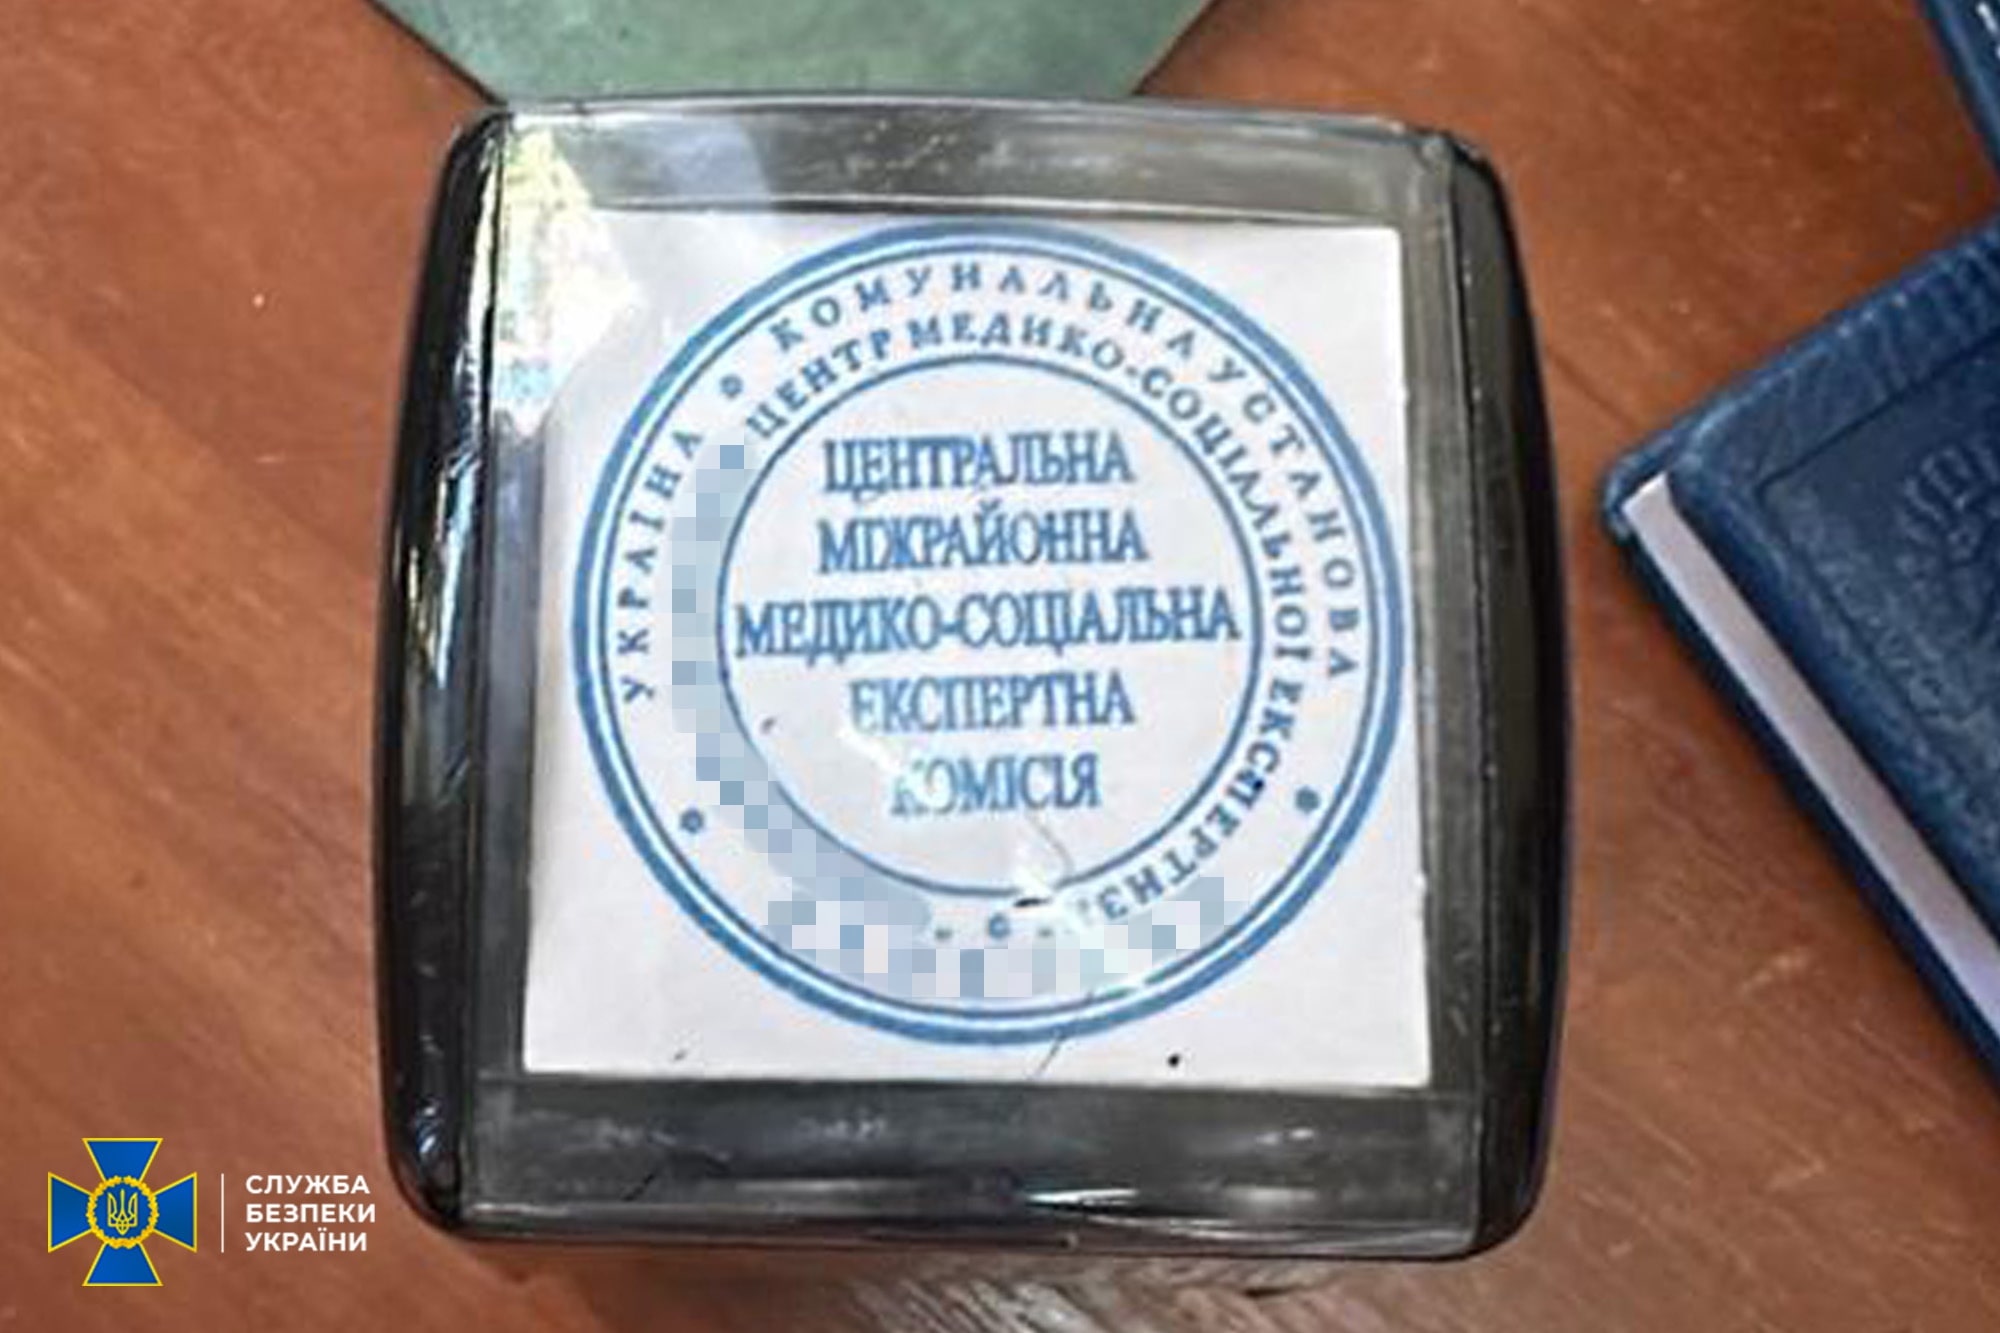 УКРАЇНА * КОМУНАЛЬНА УСТАНОВА *
ЦЕНТР МЕДИКО-СОЦІАЛЬНОЇ ЕКСПЕРТИЗИ
ЦЕНТРАЛЬНА
МІЖРАЙОННА
МЕДИКО-СОЦІАЛЬНА
ЕКСПЕРТНА
КОМІСІЯ
СЛУЖБА
БЕЗПЕКИ
УКРАЇНИ